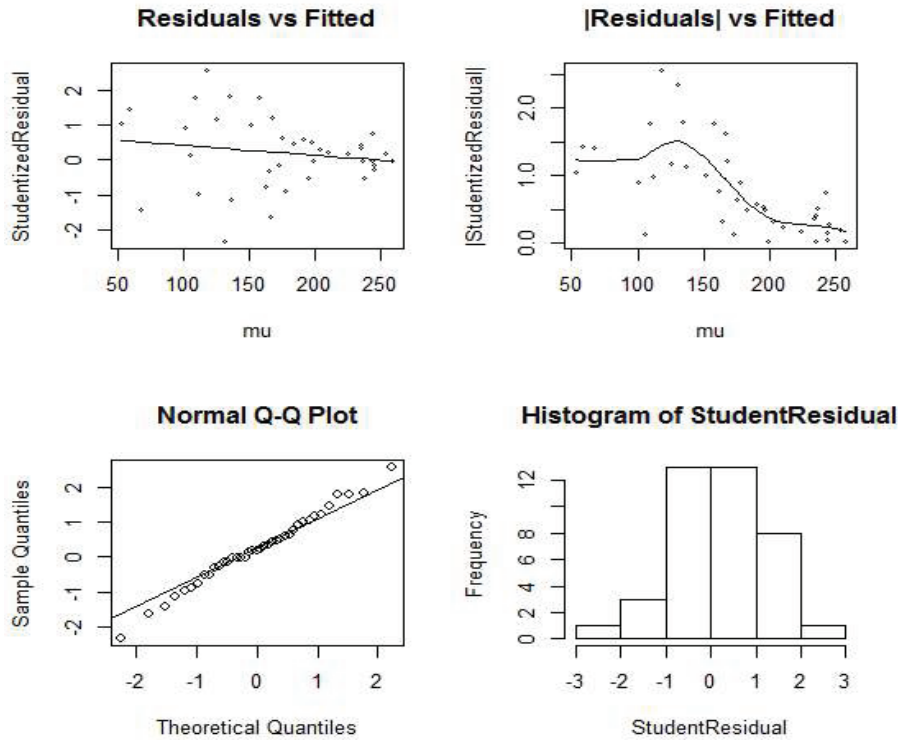 Residuals vs Fitted
StudentizedResidual
2
1
0
-1
-2
50 100 150 200 250
mu
|Residuals| vs Fitted
|StudentizedResidual|
2.0
1.0
0.0
50 100 150 200 250
mu
Normal Q-Q Plot
Sample Quantiles
2
1
0
-1
-2
-2 -1 0 1 2
Theoretical Quantiles
Histogram of StudentResidual
Frequency
12
8
4
2
0
-3 -2 -1 0 1 2 3
StudentResidual